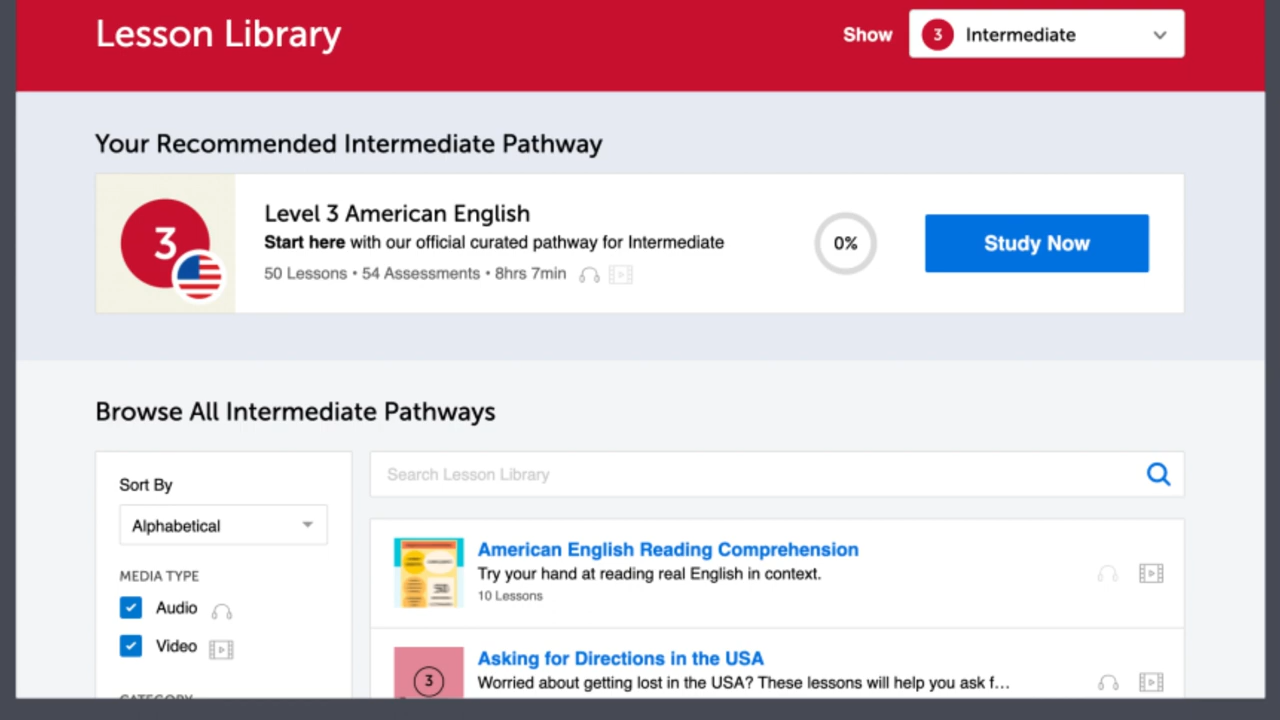 Lesson Library
Show
3 Intermediate
Your Recommended Intermediate Pathway
3
Level 3 American English
Start here with our official curated pathway for Intermediate
50 Lessons • 54 Assessments • 8hrs 7min
0%
Study Now
Browse All Intermediate Pathways
Sort By
Alphabetical
MEDIA TYPE
Audio
Video
CATEGORY
Search Lesson Library
American English Reading Comprehension
Try your hand at reading real English in context.
10 Lessons
3
Asking for Directions in the USA
Worried about getting lost in the USA? These lessons will help you ask f...